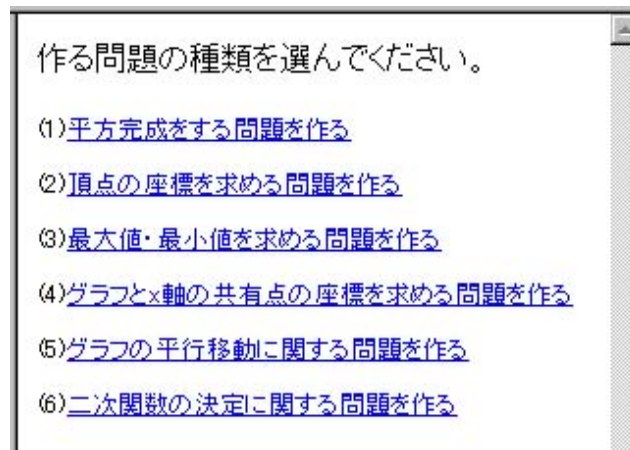 作る問題の種類を選んでください。
(1)平方完成をする問題を作る
(2)頂点の座標を求める問題を作る
(3)最大値・最小値を求める問題を作る
(4)グラフとx軸の共有点の座標を求める問題を作る
(5)グラフの平行移動に関する問題を作る
(6)二次関数の決定に関する問題を作る